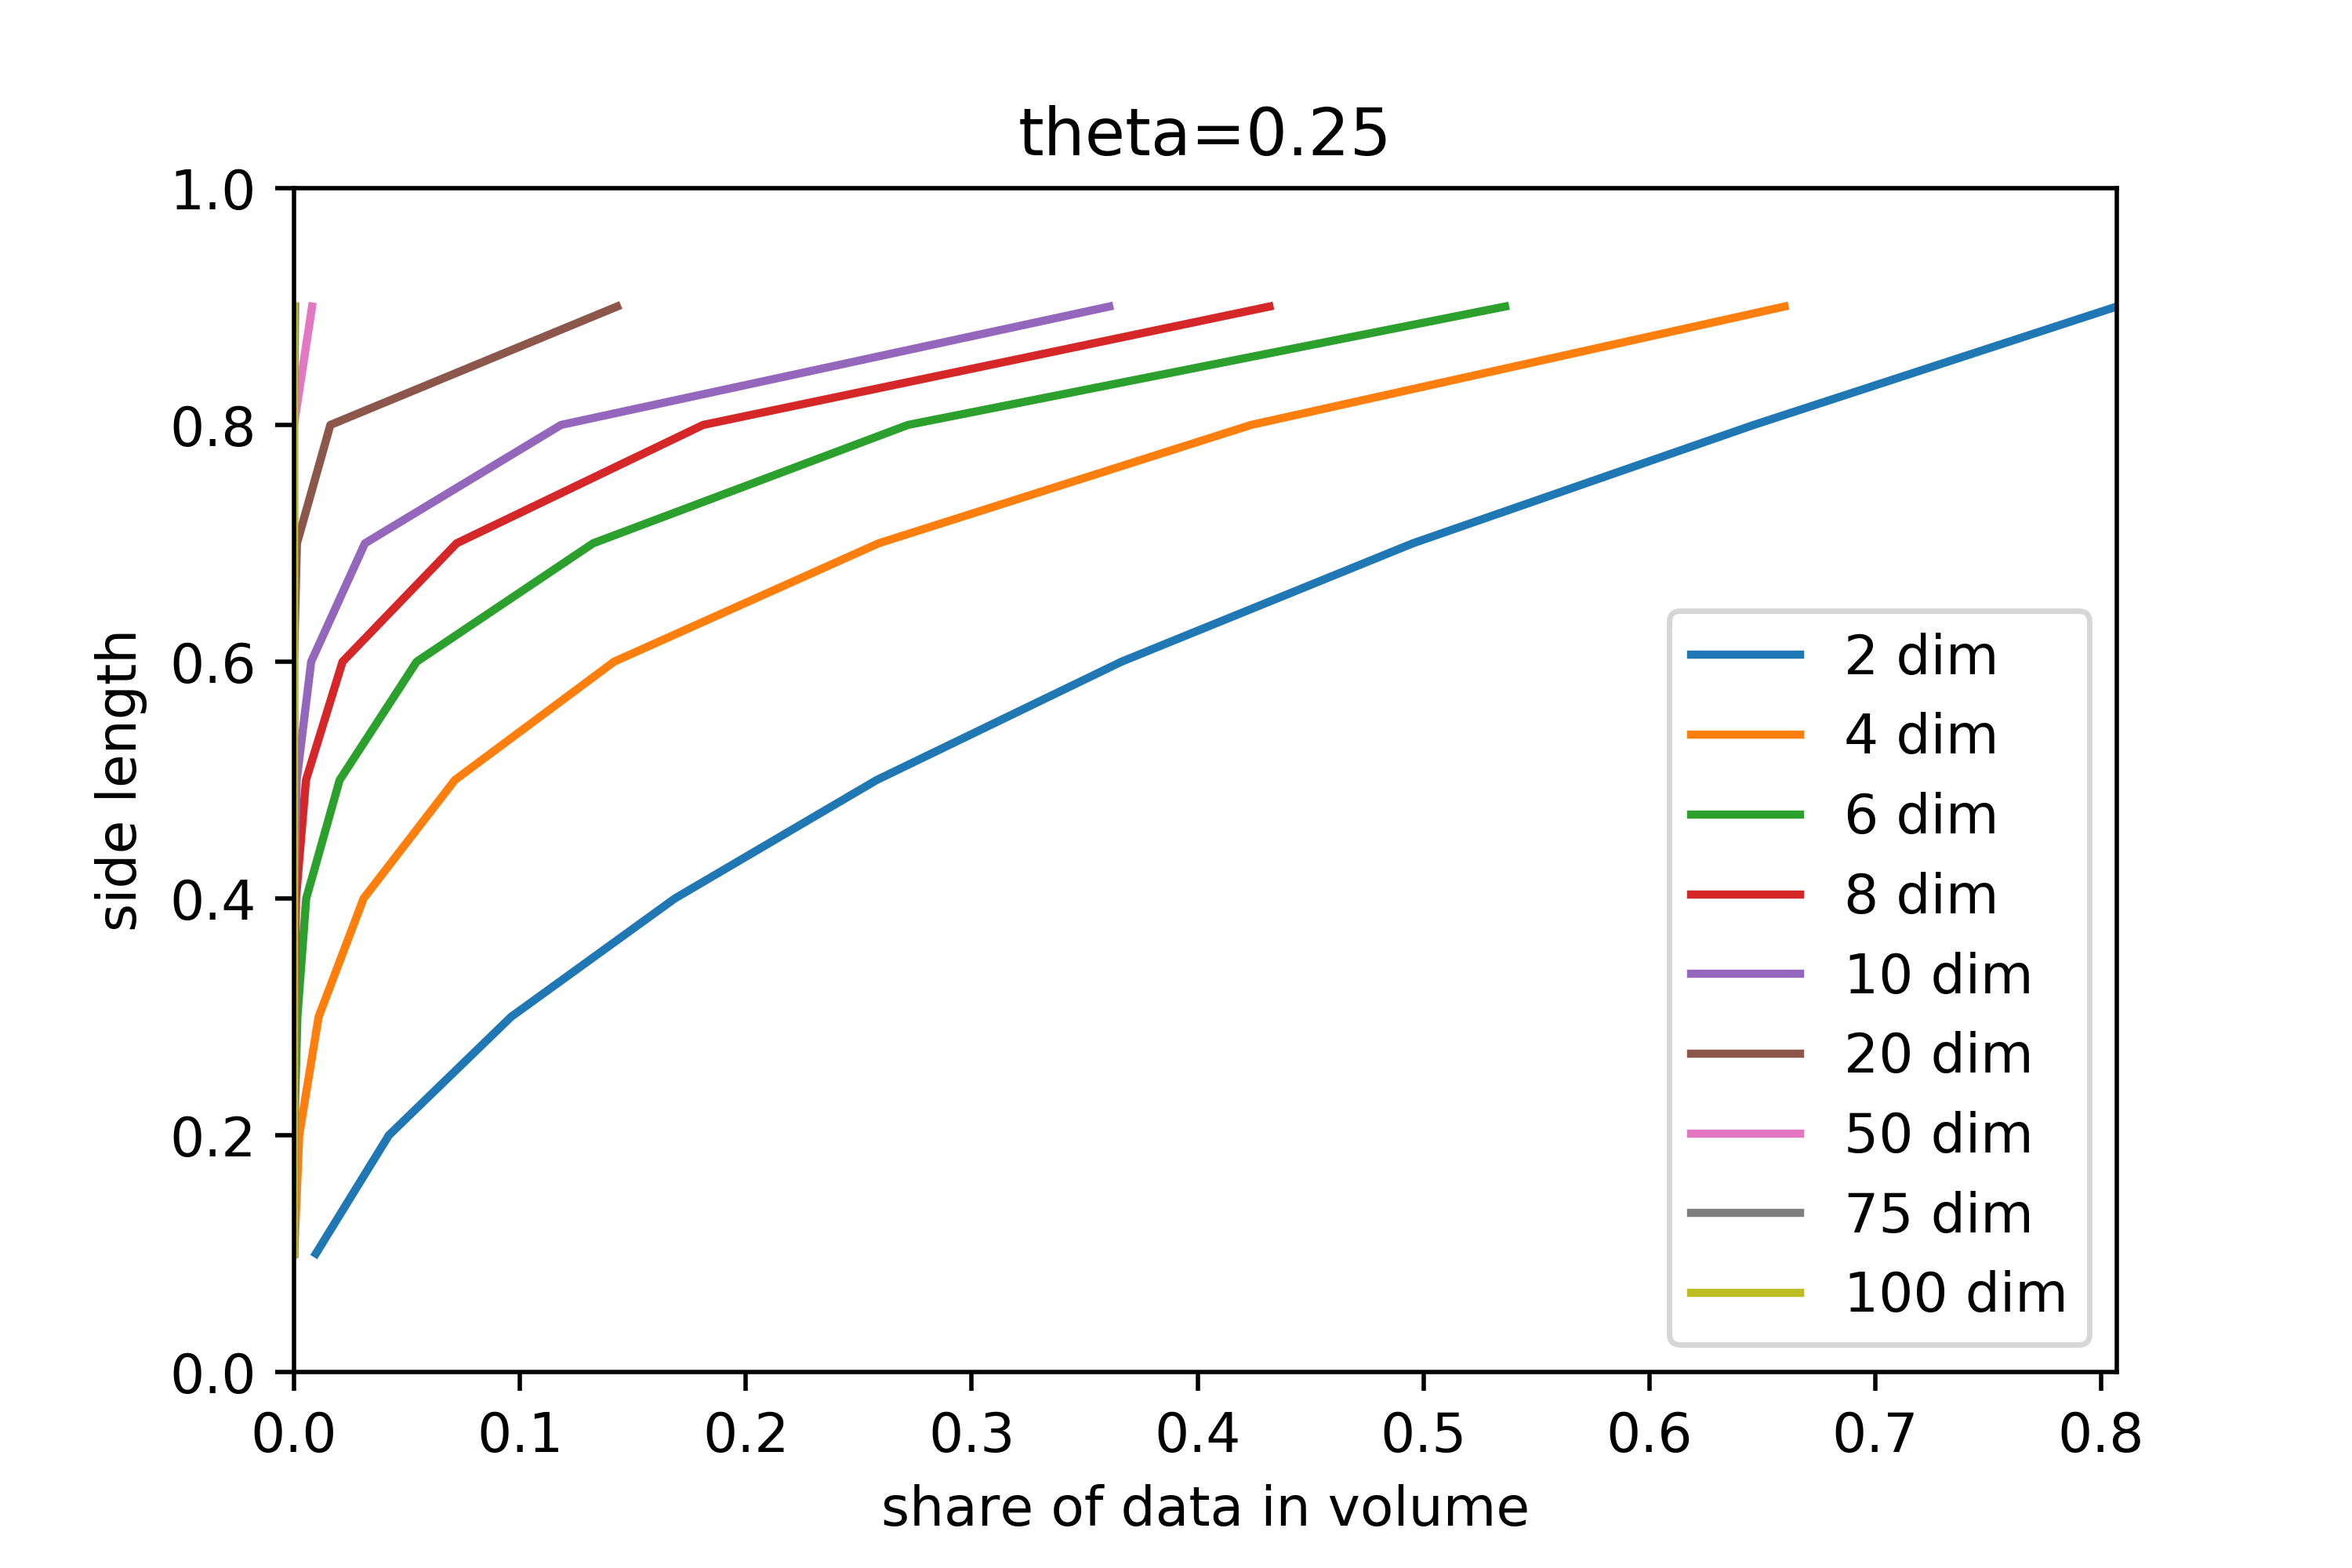 theta=0.25
1.0
0.8
0.6
0.4
0.2
0.0
side length
2 dim
4 dim
6 dim
8 dim
10 dim
20 dim
50 dim
75 dim
100 dim
0.0 0.1 0.2 0.3 0.4 0.5 0.6 0.7 0.8
share of data in volume